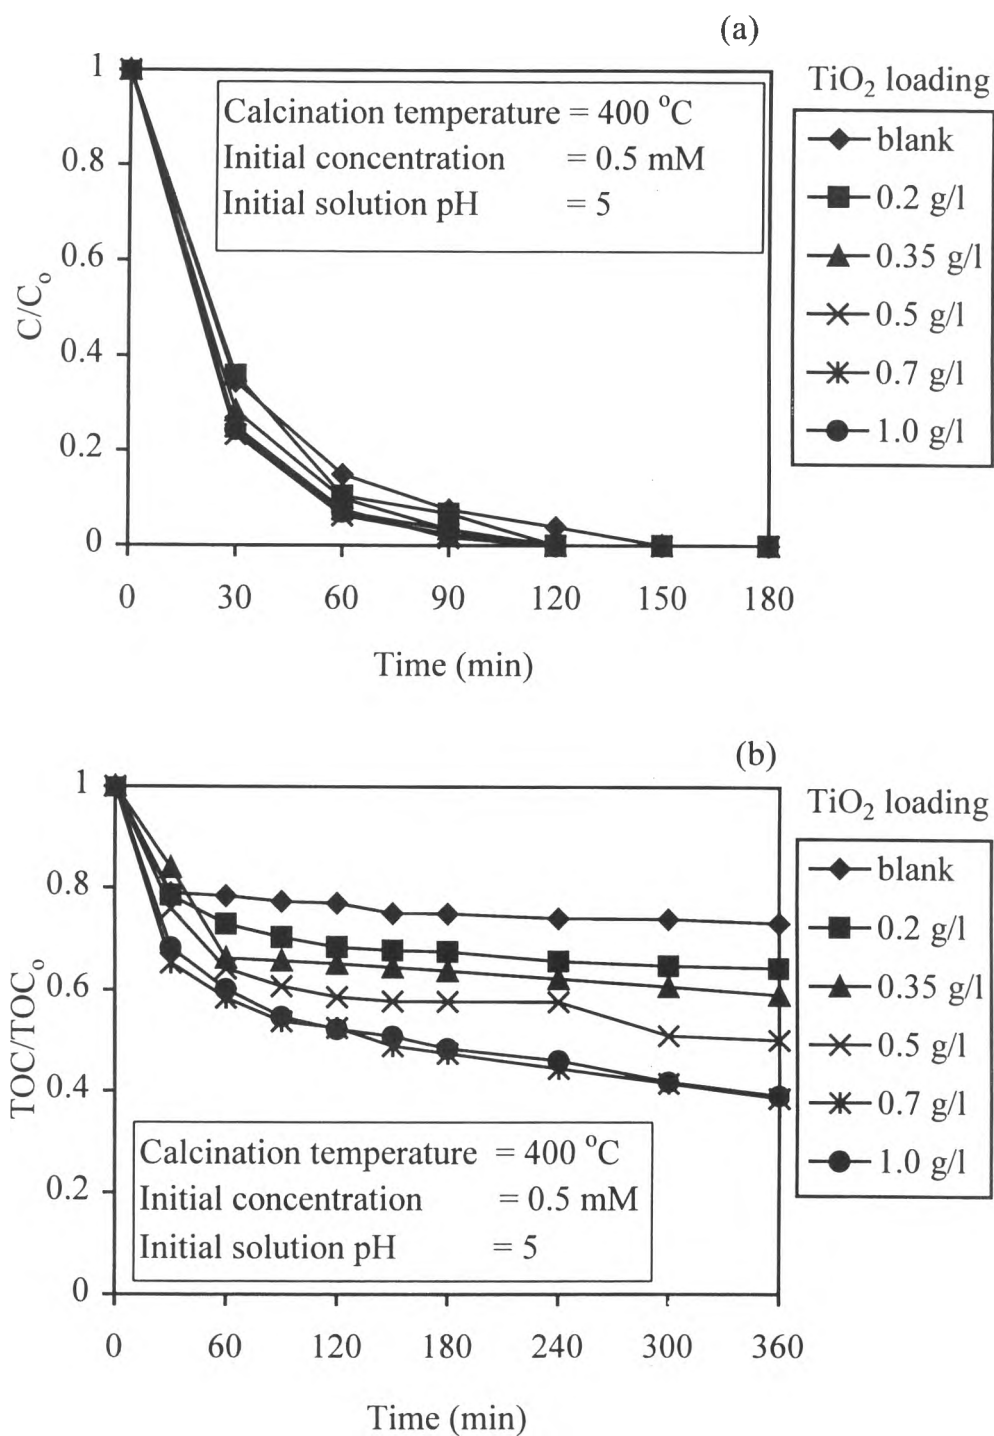 (a)
TiO2 loading
Calcination temperature = 400 oC
Initial concentration = 0.5 mM
Initial solution pH = 5
blank
0.2 g/l
0.35 g/l
0.5 g/l
0.7 g/l
1.0 g/l
C/Co
1
0.8
0.6
0.4
0.2
0
0 30 60 90 120 150 180
Time (min)
(b)
TiO2 loading
blank
0.2 g/l
0.35 g/l
0.5 g/l
0.7 g/l
1.0 g/l
TOC/TOCo
1
0.8
0.6
0.4
0.2
0
Calcination temperature = 400 oC
Initial concentration = 0.5 mM
Initial solution pH = 5
0 60 120 180 240 300 360
Time (min)